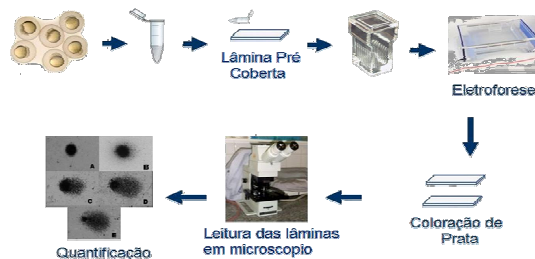 Lâmina Pré
Coberta
Eletroforese
Coloração de
Prata
Leitura das lâminas
em microscopio
Quantificação
A
B
C
D
E